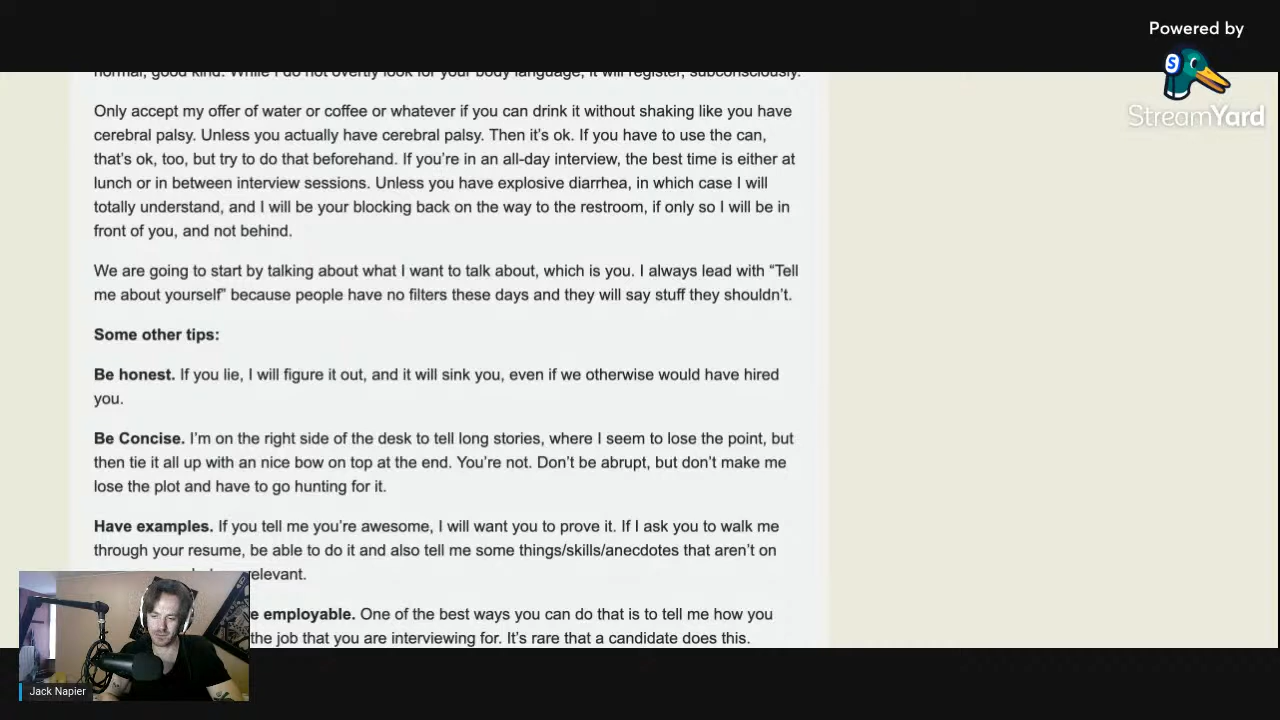 Powered by
StreamYard
normal, good kind. While I do not overtly look for your body language, it will register, subconsciously.
Only accept my offer of water or coffee or whatever if you can drink it without shaking like you have
cerebral palsy. Unless you actually have cerebral palsy. Then it's ok. If you have to use the can,
that's ok, too, but try to do that beforehand. If you're in an all-day interview, the best time is either at
lunch or in between interview sessions. Unless you have explosive diarrhea, in which case I will
totally understand, and I will be your blocking back on the way to the restroom, if only so I will be in
front of you, and not behind.
We are going to start by talking about what I want to talk about, which is you. I always lead with “Tell
me about yourself” because people have no filters these days and they will say stuff they shouldn't.
Some other tips:
Be honest. If you lie, I will figure it out, and it will sink you, even if we otherwise would have hired
you.
Be Concise. I'm on the right side of the desk to tell long stories, where I seem to lose the point, but
then tie it all up with an nice bow on top at the end. You're not. Don't be abrupt, but don't make me
lose the plot and have to go hunting for it.
Have examples. If you tell me you're awesome, I will want you to prove it. If I ask you to walk me
through your resume, be able to do it and also tell me some things/skills/anecdotes that aren't on
relevant.
e employable. One of the best ways you can do that is to tell me how you
the job that you are interviewing for. It's rare that a candidate does this.
Jack Napier